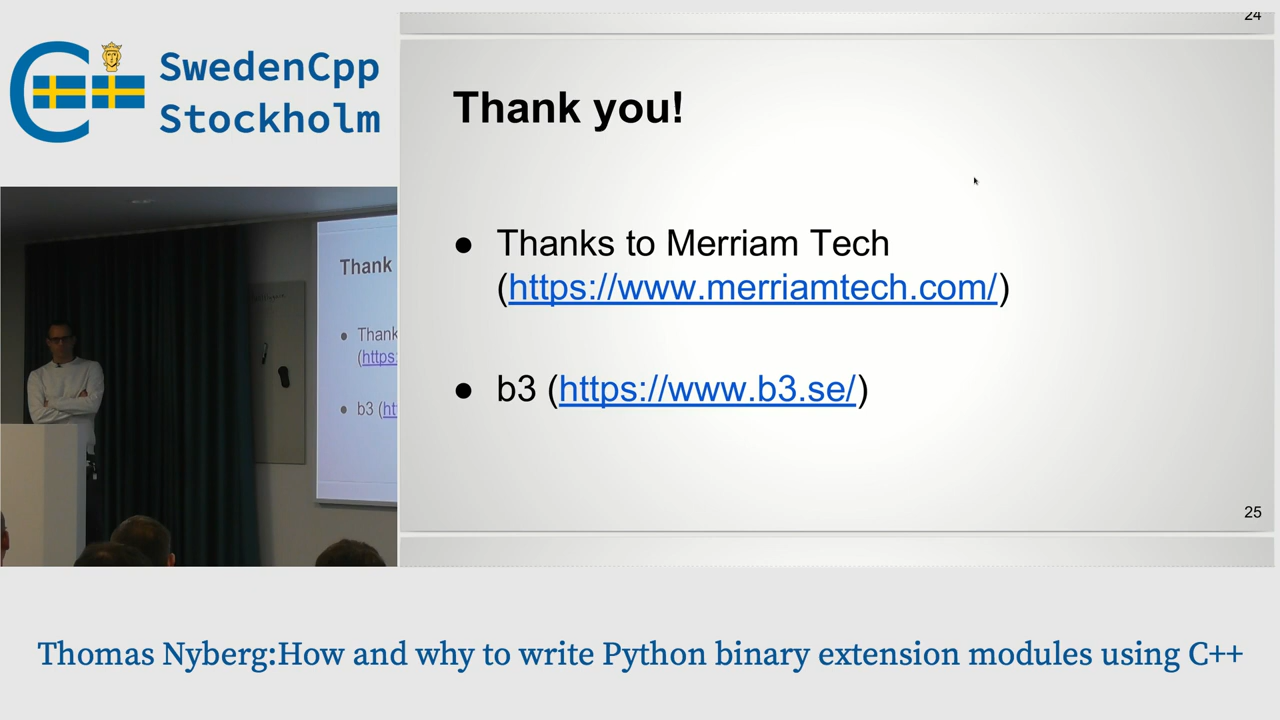 SwedenCpp
Stockholm
24
Thank you!
● Thanks to Merriam Tech
(https://www.merriamtech.com/)
● b3 (https://www.b3.se/)
25
Thank
● Thank
(https:
● b3 (ht
Thomas Nyberg:How and why to write Python binary extension modules using C++